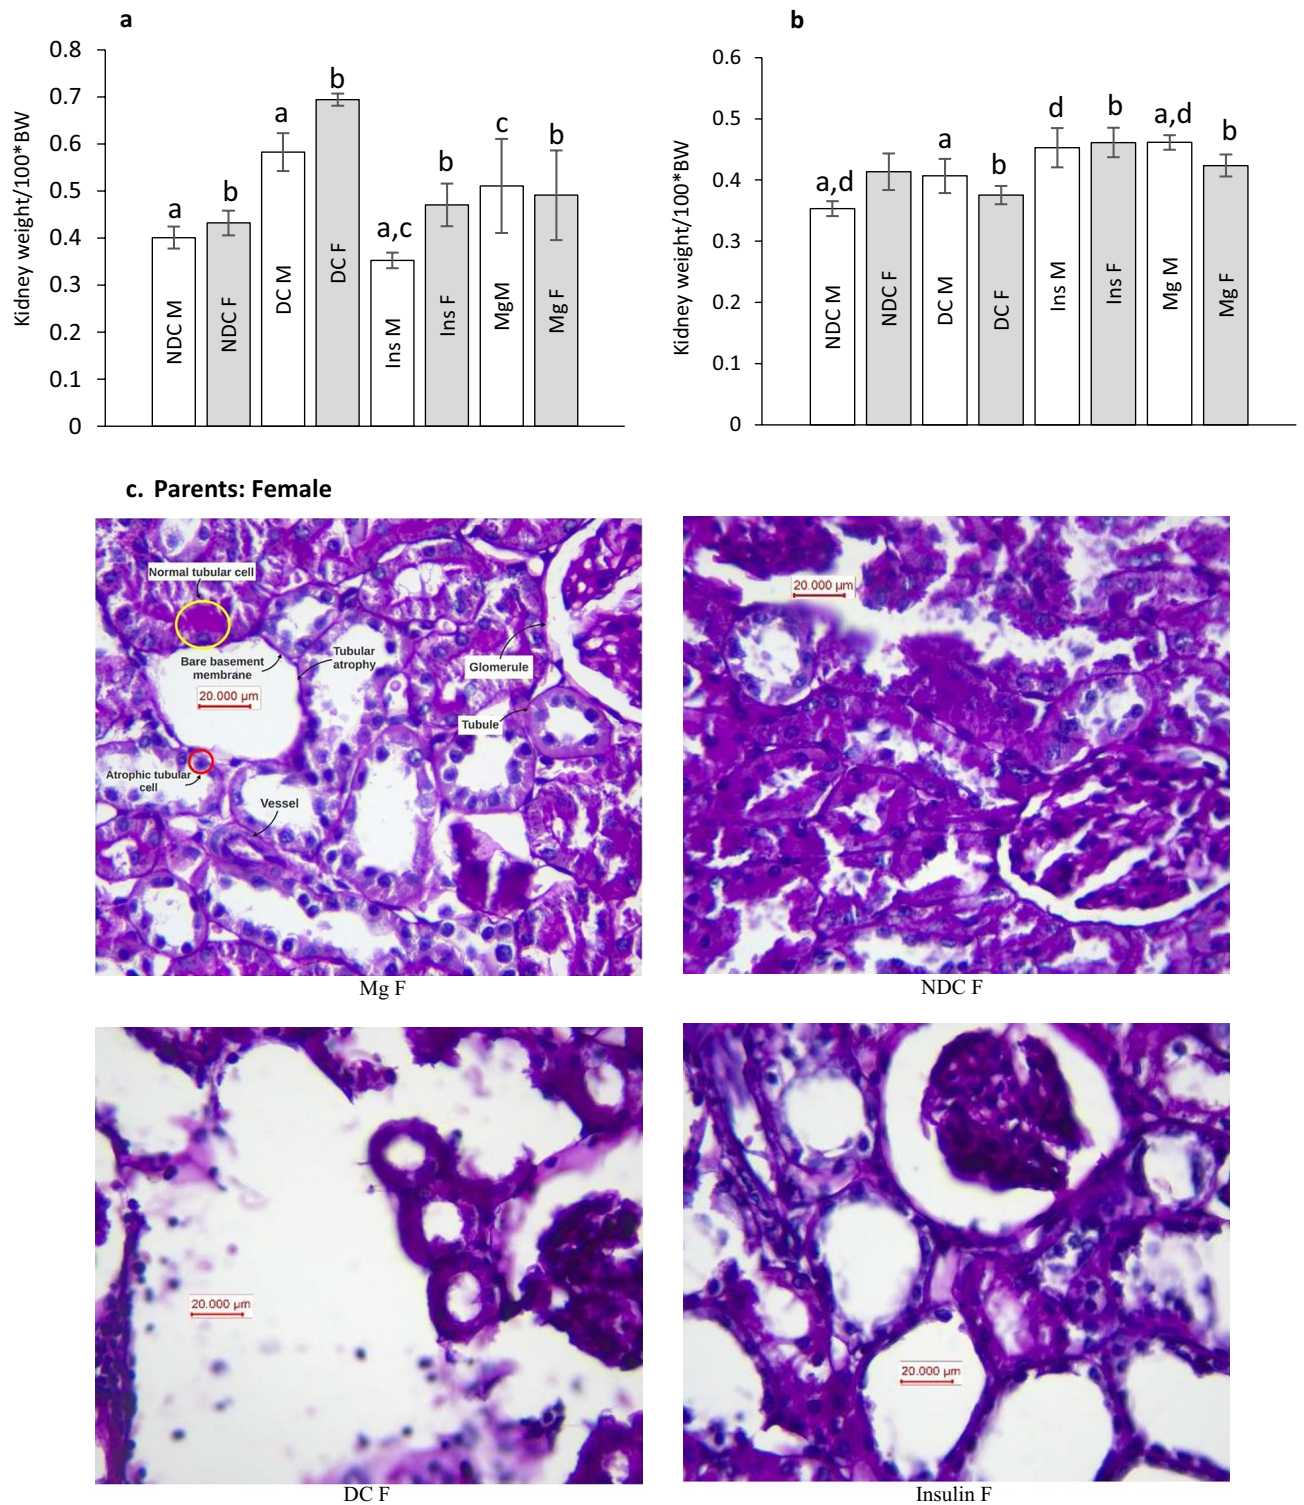 a
Kidney weight/100*BW
0.8
0.7
0.6
0.5
0.4
0.3
0.2
0.1
0
a
b
a
b
a,c
b
c
b
NDC M
NDC F
DC M
DC F
Ins M
Ins F
MgM
Mg F
b
Kidney weight/100*BW
0.6
0.5
0.4
0.3
0.2
0.1
0
a,d
a
b
d
b
a,d
b
NDC M
NDC F
DC M
DC F
Ins M
Ins F
Mg M
Mg F
c. Parents: Female
Normal tubular cell
Bare basement
membrane
Tubular
atrophy
Glomerule
20.000 µm
Tubule
Atrophic tubular
cell
Vessel
Mg F
20.000 µm
NDC F
20.000 µm
DC F
20.000 µm
Insulin F